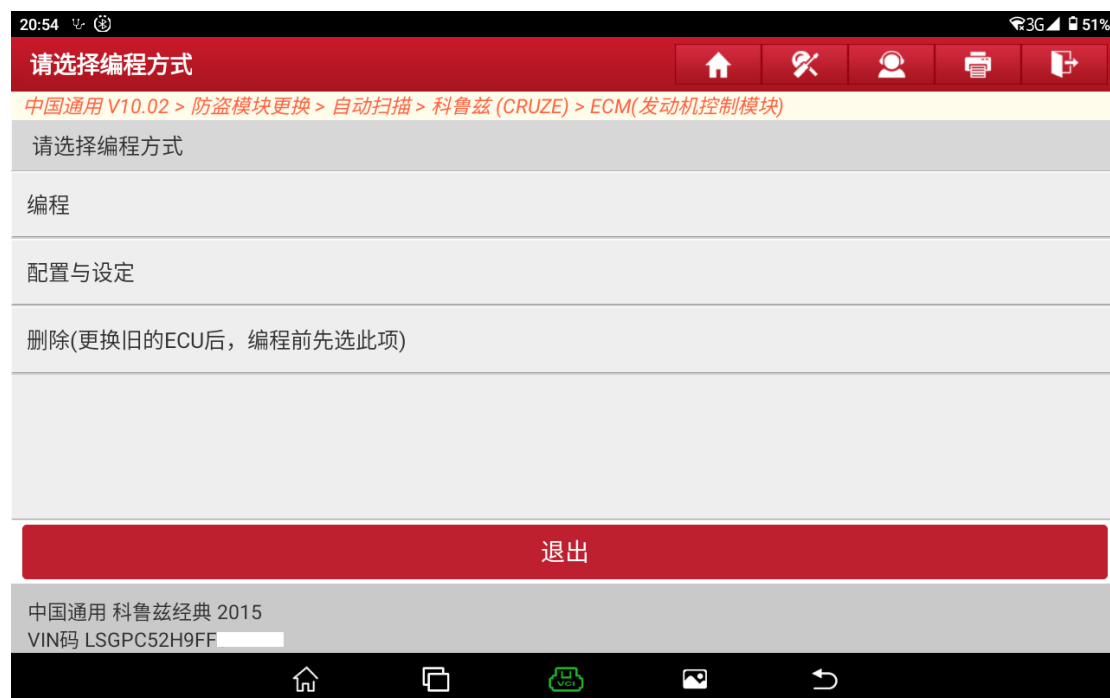 20:54 3G 51%
请选择编程方式
中国通用 V10.02 > 防盗模块更换 > 自动扫描 > 科鲁兹 (CRUZE) > ECM(发动机控制模块)
请选择编程方式
编程
配置与设定
删除(更换旧的ECU后，编程前先选此项)
退出
中国通用 科鲁兹经典 2015
VIN码 LSGPC52H9FF
VCI